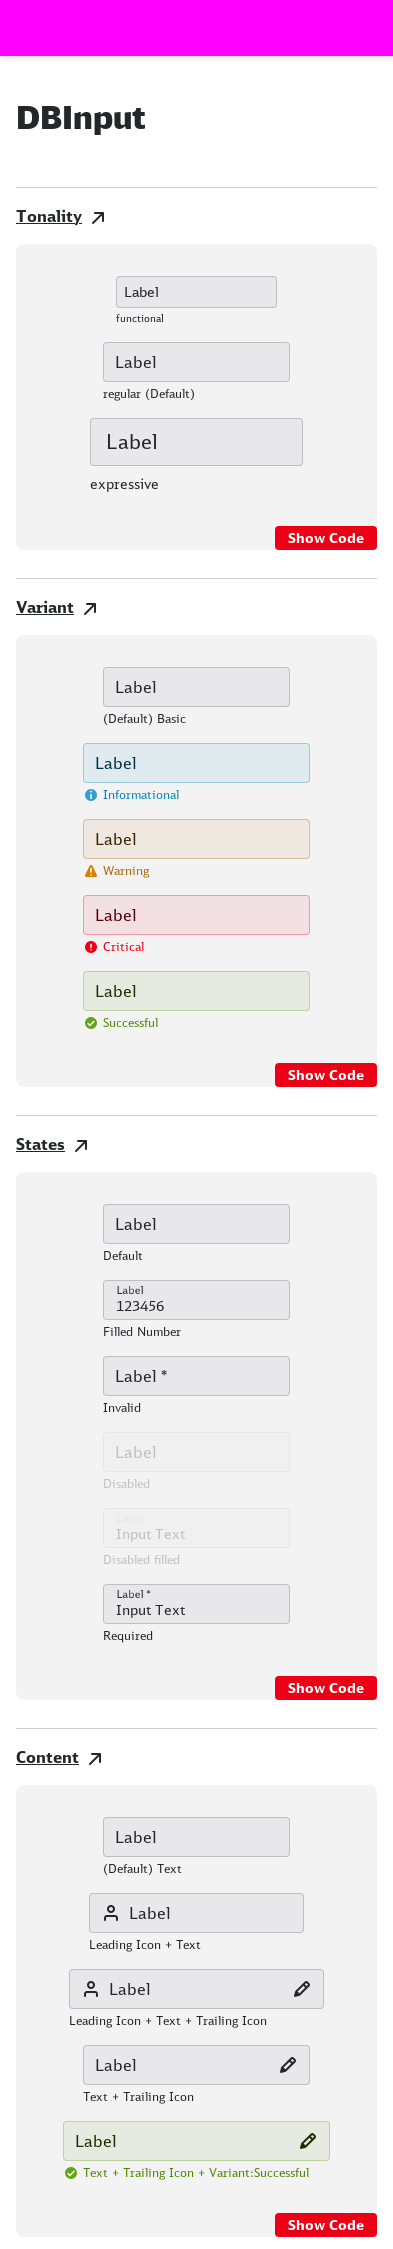 DBInput
Tonality
Label
functional
Label
regular (Default)
Label
expressive
Show Code
Variant
Label
(Default) Basic
Label
Informational
Label
Warning
Label
Critical
Label
Successful
Show Code
States
Label
Default
Label
123456
Filled Number
Label *
Invalid
Label
Disabled
Label
Input Text
Disabled filled
Label *
Input Text
Required
Show Code
Content
Label
(Default) Text
Label
Leading Icon + Text
Label
Leading Icon + Text + Trailing Icon
Label
Text + Trailing Icon
Label
Text + Trailing Icon + Variant:Successful
Show Code